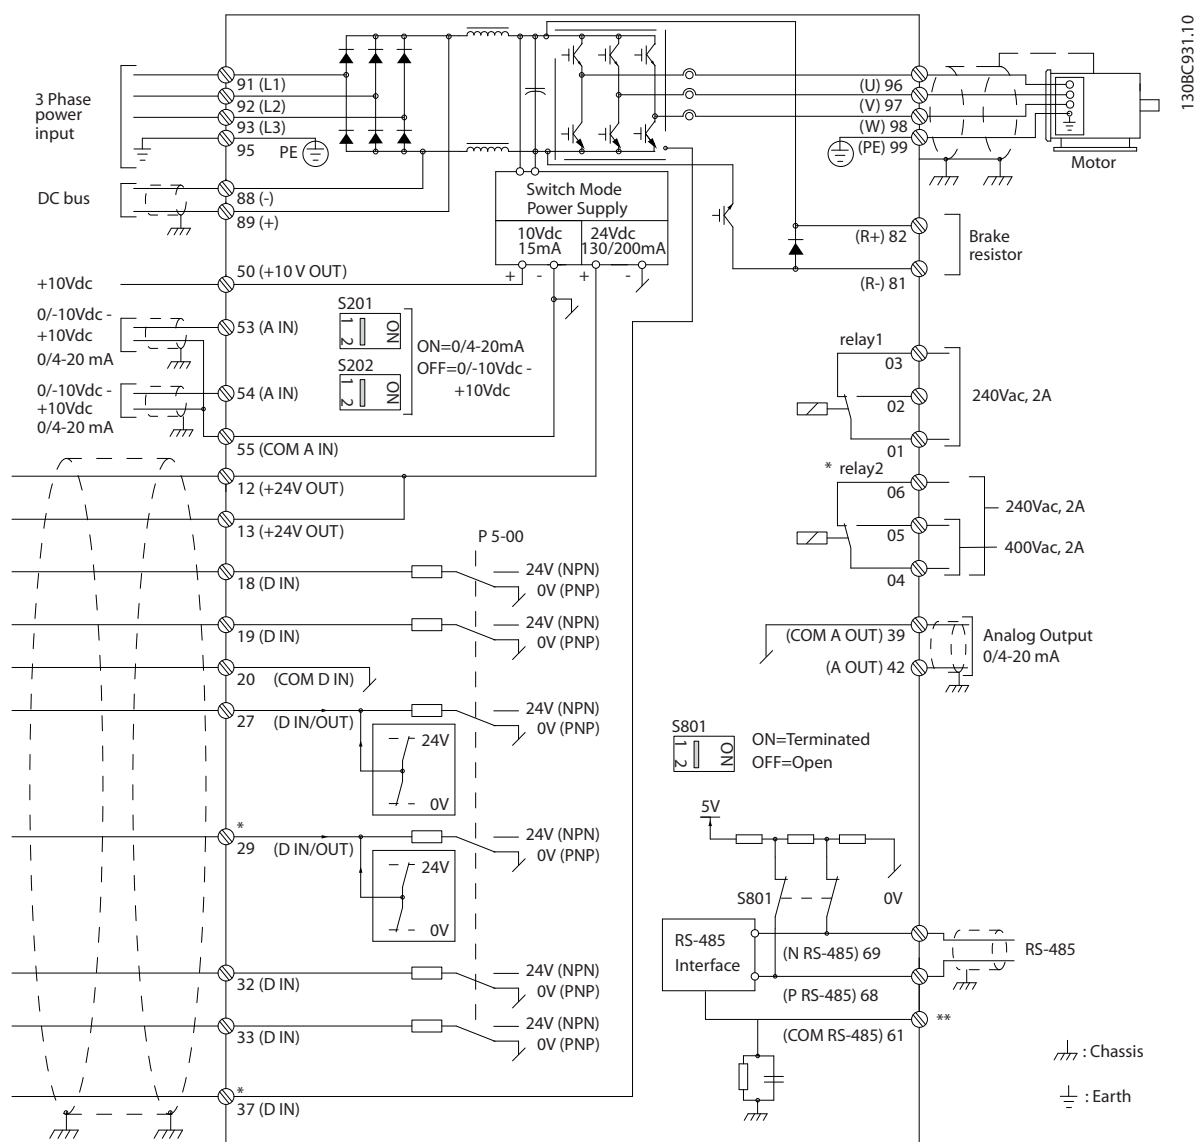 130BC931.10
3 Phase
power
input
91 (L1)
92 (L2)
93 (L3)
95
PE
DC bus
88 (-)
89 (+)
Switch Mode
Power Supply
10Vdc
15mA
24Vdc
130/200mA
+
-
+
-
(U) 96
(V) 97
(W) 98
(PE) 99
Motor
(R+) 82
Brake
resistor
(R-) 81
+10Vdc
50 (+10 V OUT)
0/-10Vdc -
+10Vdc
0/4-20 mA
53 (A IN)
0/-10Vdc -
+10Vdc
0/4-20 mA
54 (A IN)
55 (COM A IN)
S201
1 2
ON
S202
1 2
ON
ON=0/4-20mA
OFF=0/-10Vdc -
+10Vdc
relay1
03
02
01
240Vac, 2A
* relay2
06
05
04
240Vac, 2A
400Vac, 2A
12 (+24V OUT)
13 (+24V OUT)
P 5-00
18 (D IN)
24V (NPN)
0V (PNP)
19 (D IN)
24V (NPN)
0V (PNP)
20 (COM D IN)
27 (D IN/OUT)
24V (NPN)
0V (PNP)
24V
0V
*
29 (D IN/OUT)
24V (NPN)
0V (PNP)
24V
0V
32 (D IN)
24V (NPN)
0V (PNP)
33 (D IN)
24V (NPN)
0V (PNP)
*
37 (D IN)
(COM A OUT) 39
(A OUT) 42
Analog Output
0/4-20 mA
S801
1 2
ON
ON=Terminated
OFF=Open
5V
S801
0V
RS-485
Interface
(N RS-485) 69
(P RS-485) 68
(COM RS-485) 61
RS-485
**
: Chassis
: Earth